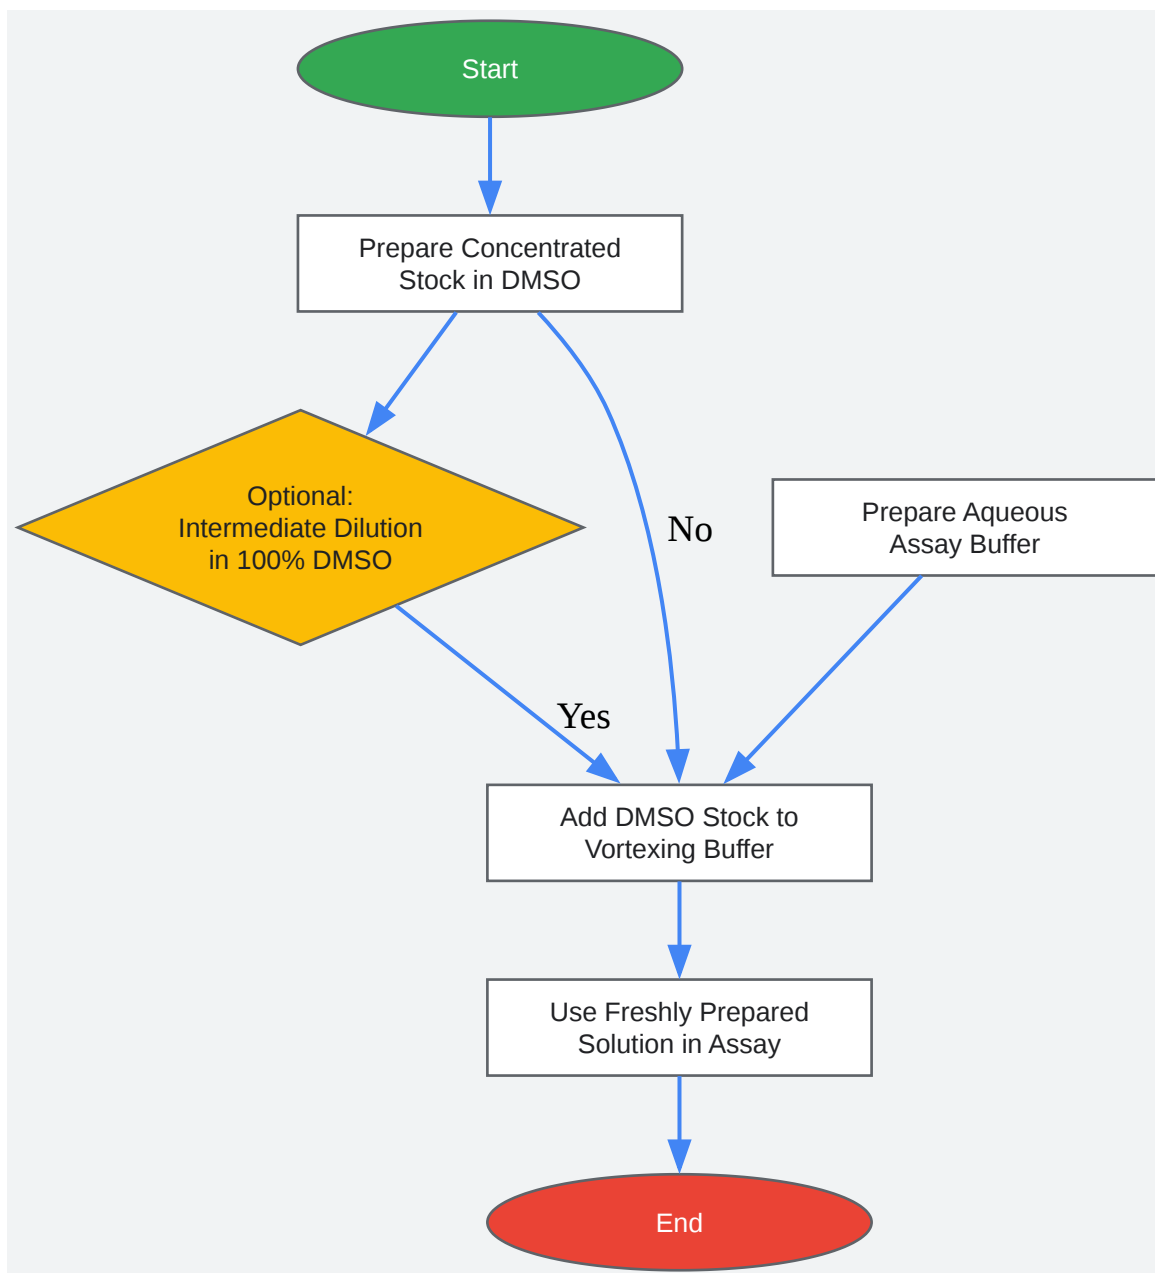 Start
Prepare Concentrated
Stock in DMSO
Optional:
Intermediate Dilution
in 100% DMSO
No
Prepare Aqueous
Assay Buffer
Yes
Add DMSO Stock to
Vortexing Buffer
Use Freshly Prepared
Solution in Assay
End